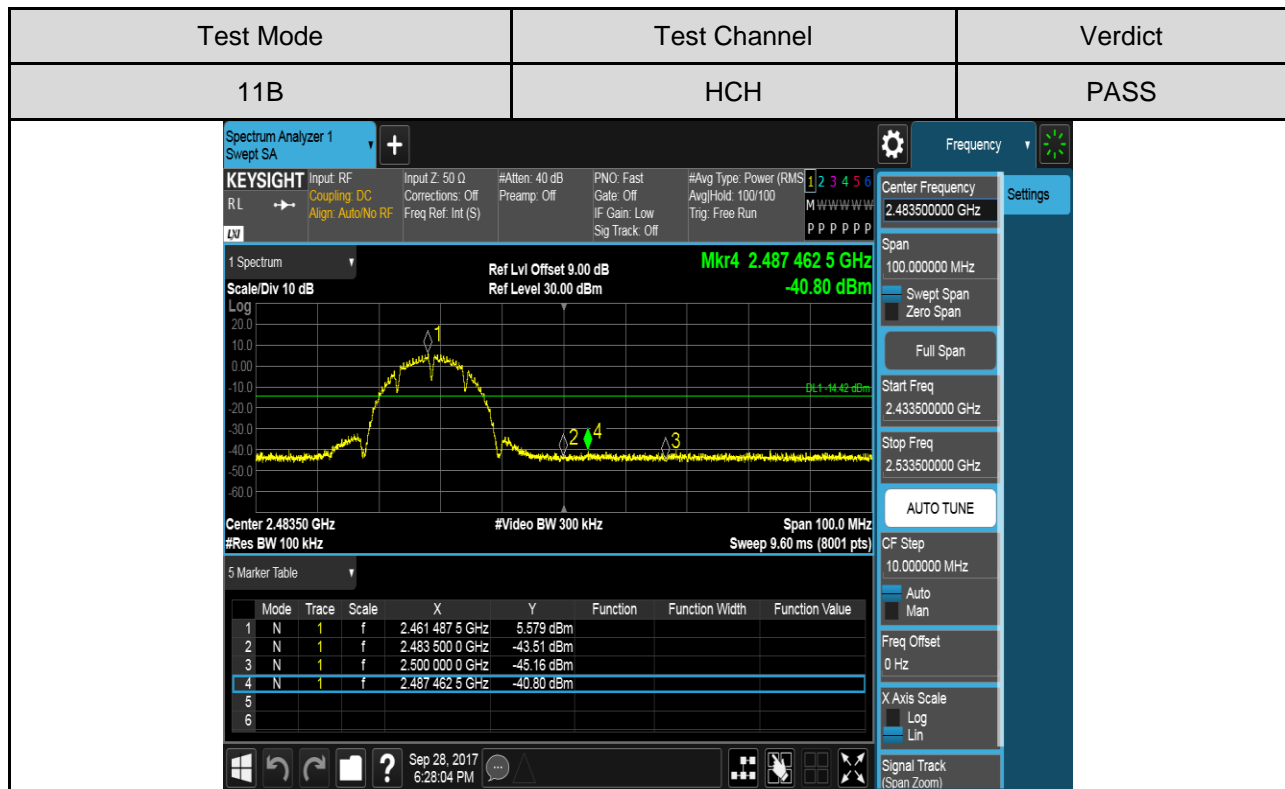 Test Mode Test Channel Verdict
11B HCH PASS
Spectrum Analyzer 1
Swept SA
+
Frequency
KEYSIGHT
RL
LXI
Input: RF
Coupling: DC
Align: Auto/No RF
Input Z: 50 Ω
Corrections: Off
Freq Ref: Int (S)
#Atten: 40 dB
Preamp: Off
PNO: Fast
Gate: Off
IF Gain: Low
Sig Track: Off
#Avg Type: Power (RMS
Avg|Hold: 100/100
Trig: Free Run
1 2 3 4 5 6
M W W W W W
P P P P P P
1 Spectrum
Scale/Div 10 dB
Ref Lvl Offset 9.00 dB
Ref Level 30.00 dBm
Mkr4 2.487 462 5 GHz
-40.80 dBm
Log
20.0
10.0
0.00
-10.0
-20.0
-30.0
-40.0
-50.0
-60.0
1
2
4
3
DL1 -14.42 dBm
Center 2.48350 GHz
#Video BW 300 kHz
Span 100.0 MHz
#Res BW 100 kHz
Sweep 9.60 ms (8001 pts)
5 Marker Table
Mode Trace Scale X Y Function Function Width Function Value
1 N 1 f 2.461 487 5 GHz 5.579 dBm
2 N 1 f 2.483 500 0 GHz -43.51 dBm
3 N 1 f 2.500 000 0 GHz -45.16 dBm
4 N 1 f 2.487 462 5 GHz -40.80 dBm
5
6
?
Sep 28, 2017
6:28:04 PM
Center Frequency
2.483500000 GHz
Settings
Span
100.000000 MHz
Swept Span
Zero Span
Full Span
Start Freq
2.433500000 GHz
Stop Freq
2.533500000 GHz
AUTO TUNE
CF Step
10.000000 MHz
Auto
Man
Freq Offset
0 Hz
X Axis Scale
Log
Lin
Signal Track
(Span Zoom)